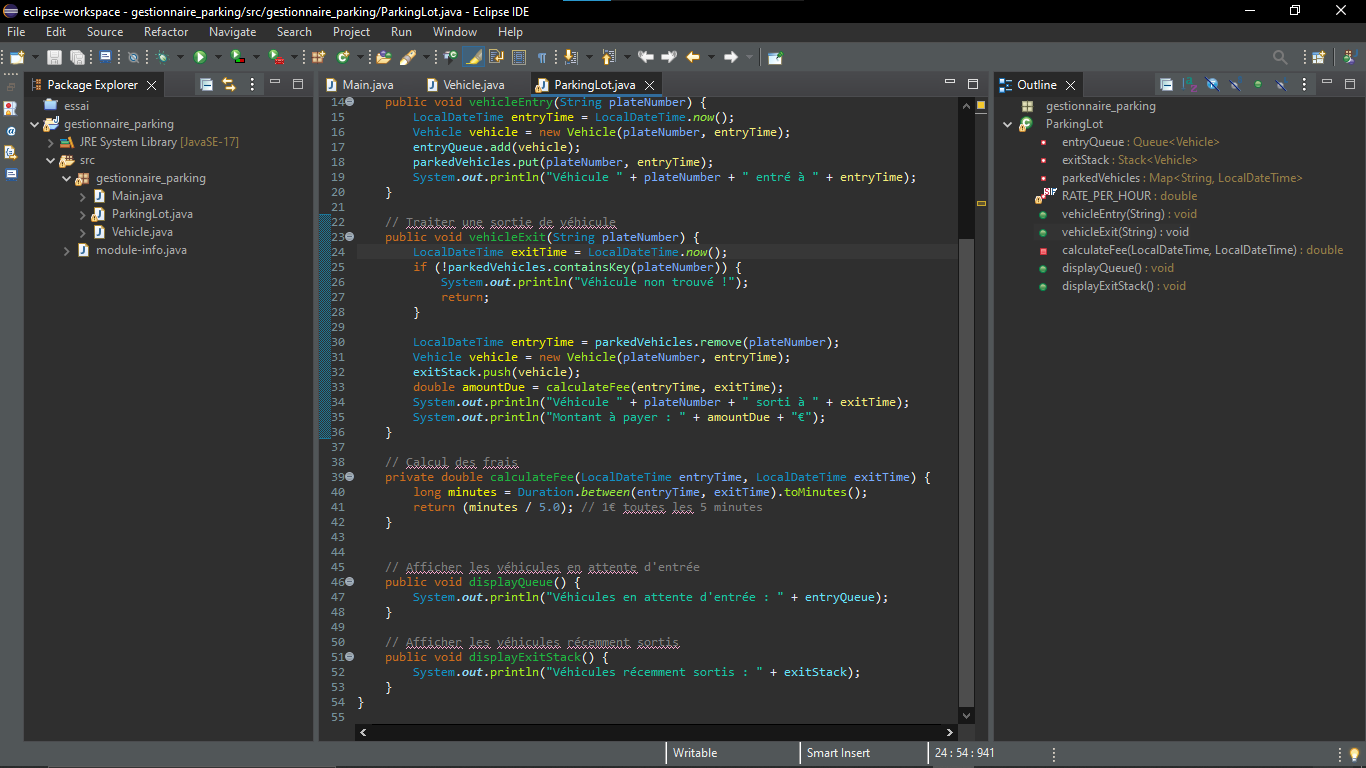 eclipse-workspace - gestionnaire_parking/src/gestionnaire_parking/ParkingLot.java - Eclipse IDE
File Edit Source Refactor Navigate Search Project Run Window Help
Package Explorer
essai
gestionnaire_parking
JRE System Library [JavaSE-17]
src
gestionnaire_parking
Main.java
ParkingLot.java
Vehicle.java
module-info.java
Main.java Vehicle.java ParkingLot.java
14 public void vehicleEntry(String plateNumber) {
15 LocalDateTime entryTime = LocalDateTime.now();
16 Vehicle vehicle = new Vehicle(plateNumber, entryTime);
17 entryQueue.add(vehicle);
18 parkedVehicles.put(plateNumber, entryTime);
19 System.out.println("Véhicule " + plateNumber + " entré à " + entryTime);
20 }
21
22 // Traiter une sortie de véhicule
23 public void vehicleExit(String plateNumber) {
24 LocalDateTime exitTime = LocalDateTime.now();
25 if (!parkedVehicles.containsKey(plateNumber)) {
26 System.out.println("Véhicule non trouvé !");
27 return;
28 }
29
30 LocalDateTime entryTime = parkedVehicles.remove(plateNumber);
31 Vehicle vehicle = new Vehicle(plateNumber, entryTime);
32 exitStack.push(vehicle);
33 double amountDue = calculateFee(entryTime, exitTime);
34 System.out.println("Véhicule " + plateNumber + " sorti à " + exitTime);
35 System.out.println("Montant à payer : " + amountDue + "€");
36 }
37
38 // Calcul des frais
39 private double calculateFee(LocalDateTime entryTime, LocalDateTime exitTime) {
40 long minutes = Duration.between(entryTime, exitTime).toMinutes();
41 return (minutes / 5.0); // 1€ toutes les 5 minutes
42 }
43
44
45 // Afficher les véhicules en attente d'entrée
46 public void displayQueue() {
47 System.out.println("Véhicules en attente d'entrée : " + entryQueue);
48 }
49
50 // Afficher les véhicules récemment sortis
51 public void displayExitStack() {
52 System.out.println("Véhicules récemment sortis : " + exitStack);
53 }
54 }
55
Outline
gestionnaire_parking
ParkingLot
entryQueue : Queue<Vehicle>
exitStack : Stack<Vehicle>
parkedVehicles : Map<String, LocalDateTime>
RATE_PER_HOUR : double
vehicleEntry(String) : void
vehicleExit(String) : void
calculateFee(LocalDateTime, LocalDateTime) : double
displayQueue() : void
displayExitStack() : void
Writable Smart Insert 24 : 54 : 941